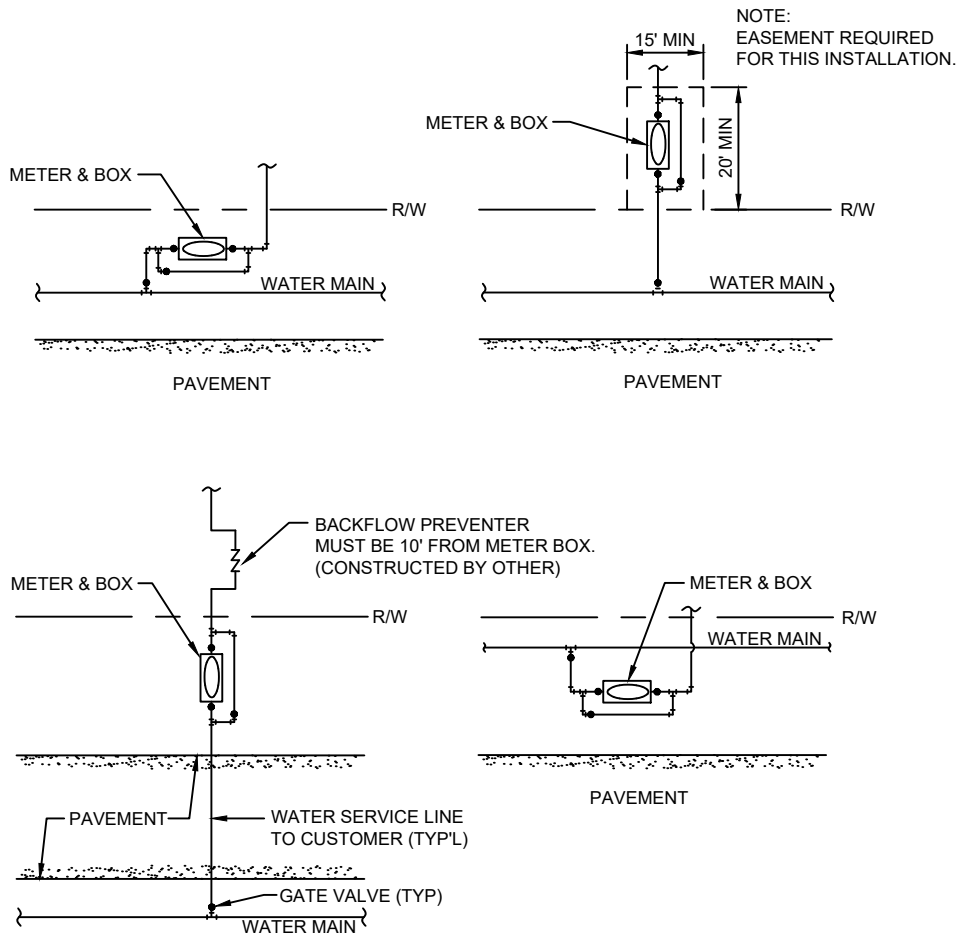 NOTE:
EASEMENT REQUIRED
FOR THIS INSTALLATION.
15' MIN
METER & BOX
20' MIN
R/W
WATER MAIN
PAVEMENT
METER & BOX
R/W
WATER MAIN
PAVEMENT
BACKFLOW PREVENTER
MUST BE 10' FROM METER BOX.
(CONSTRUCTED BY OTHER)
METER & BOX
R/W
PAVEMENT
WATER SERVICE LINE
TO CUSTOMER (TYP'L)
GATE VALVE (TYP)
WATER MAIN
METER & BOX
R/W
WATER MAIN
PAVEMENT